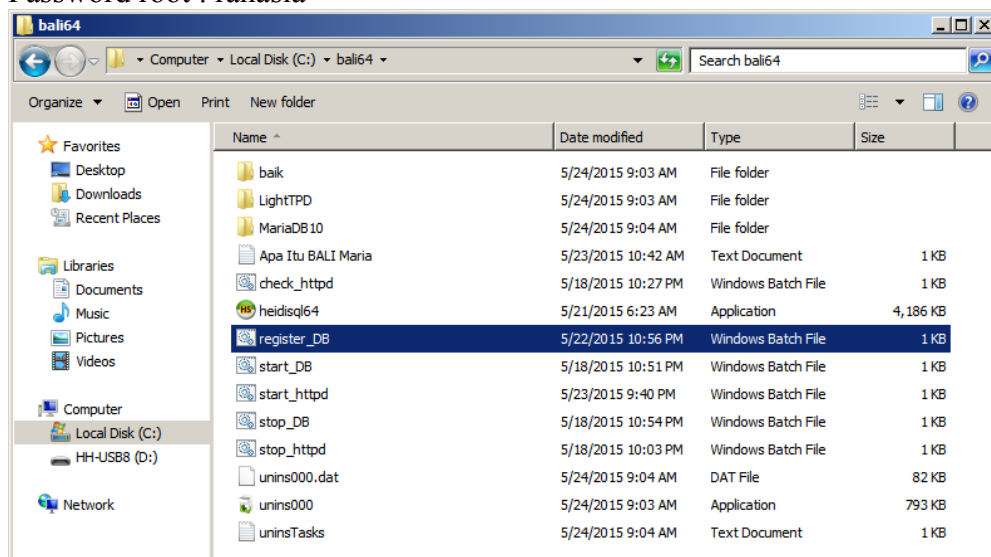 Password root : rahasia
bali64
Computer Local Disk (C:) bali64 Search bali64
Organize Open Print New folder
Name Date modified Type Size
Favorites
Desktop
Downloads
Recent Places
Libraries
Documents
Music
Pictures
Videos
Computer
Local Disk (C:)
HH-USB8 (D:)
Network
baik 5/24/2015 9:03 AM File folder
LightTPD 5/24/2015 9:03 AM File folder
MariaDB10 5/24/2015 9:04 AM File folder
Apa Itu BALI Maria 5/23/2015 10:42 AM Text Document 1 KB
check_httpd 5/18/2015 10:27 PM Windows Batch File 1 KB
HS heidisql64 5/21/2015 6:23 AM Application 4,186 KB
register_DB 5/22/2015 10:56 PM Windows Batch File 1 KB
start_DB 5/18/2015 10:51 PM Windows Batch File 1 KB
start_httpd 5/23/2015 9:40 PM Windows Batch File 1 KB
stop_DB 5/18/2015 10:54 PM Windows Batch File 1 KB
stop_httpd 5/18/2015 10:03 PM Windows Batch File 1 KB
unins000.dat 5/24/2015 9:04 AM DAT File 82 KB
unins000 5/24/2015 9:03 AM Application 793 KB
uninsTasks 5/24/2015 9:04 AM Text Document 1 KB